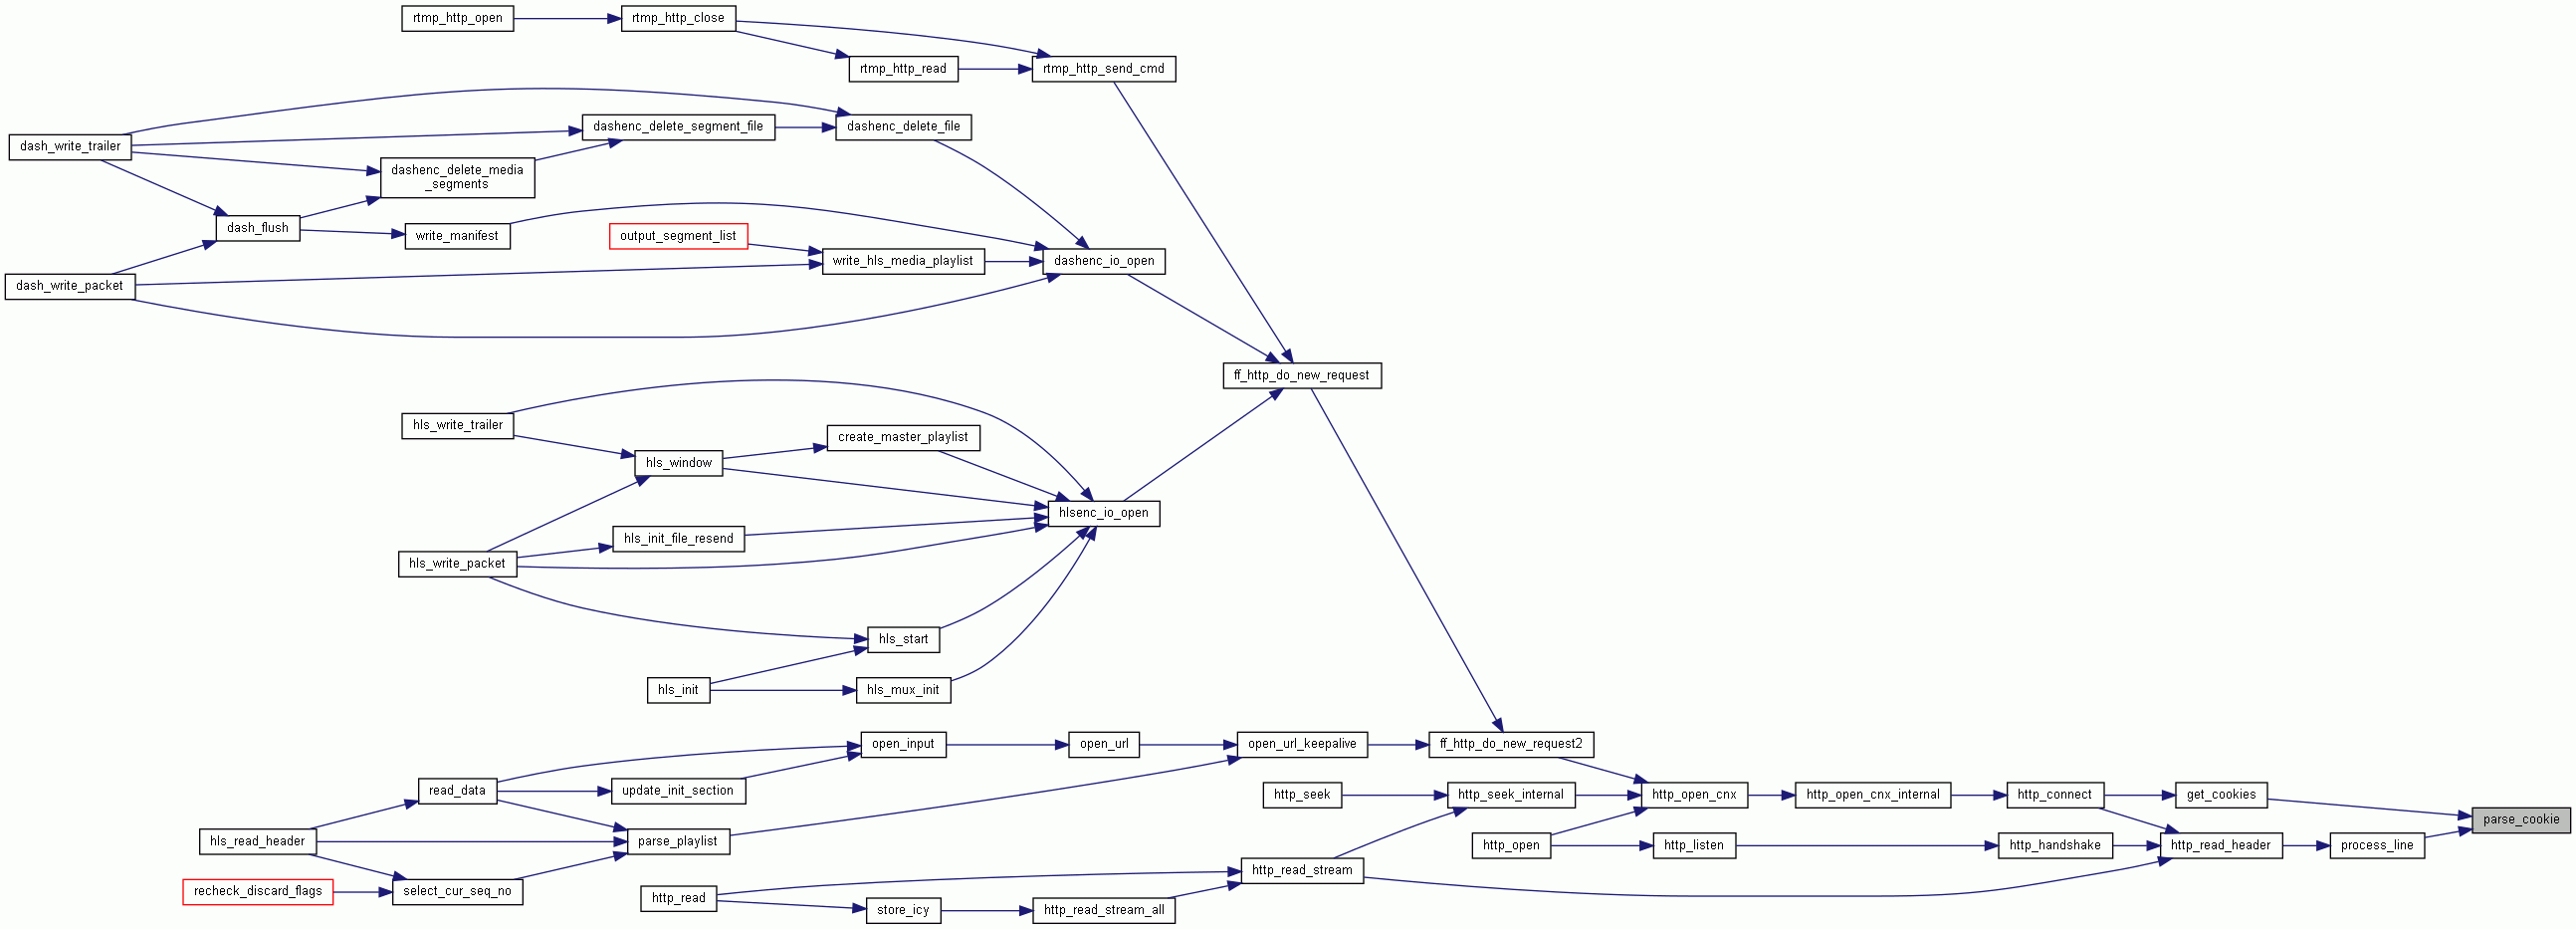 rtmp_http_open
rtmp_http_close
rtmp_http_read
rtmp_http_send_cmd
dash_write_trailer
dashenc_delete_segment_file
dashenc_delete_file
dashenc_delete_media
_segments
dash_flush
write_manifest
output_segment_list
write_hls_media_playlist
dashenc_io_open
dash_write_packet
ff_http_do_new_request
hls_write_trailer
create_master_playlist
hls_window
hlsenc_io_open
hls_init_file_resend
hls_write_packet
hls_start
hls_init
hls_mux_init
open_input
open_url
open_url_keepalive
ff_http_do_new_request2
read_data
update_init_section
http_seek
http_seek_internal
http_open_cnx
http_open_cnx_internal
http_connect
get_cookies
parse_cookie
hls_read_header
parse_playlist
http_open
http_listen
http_handshake
http_read_header
process_line
http_read_stream
recheck_discard_flags
select_cur_seq_no
http_read
store_icy
http_read_stream_all